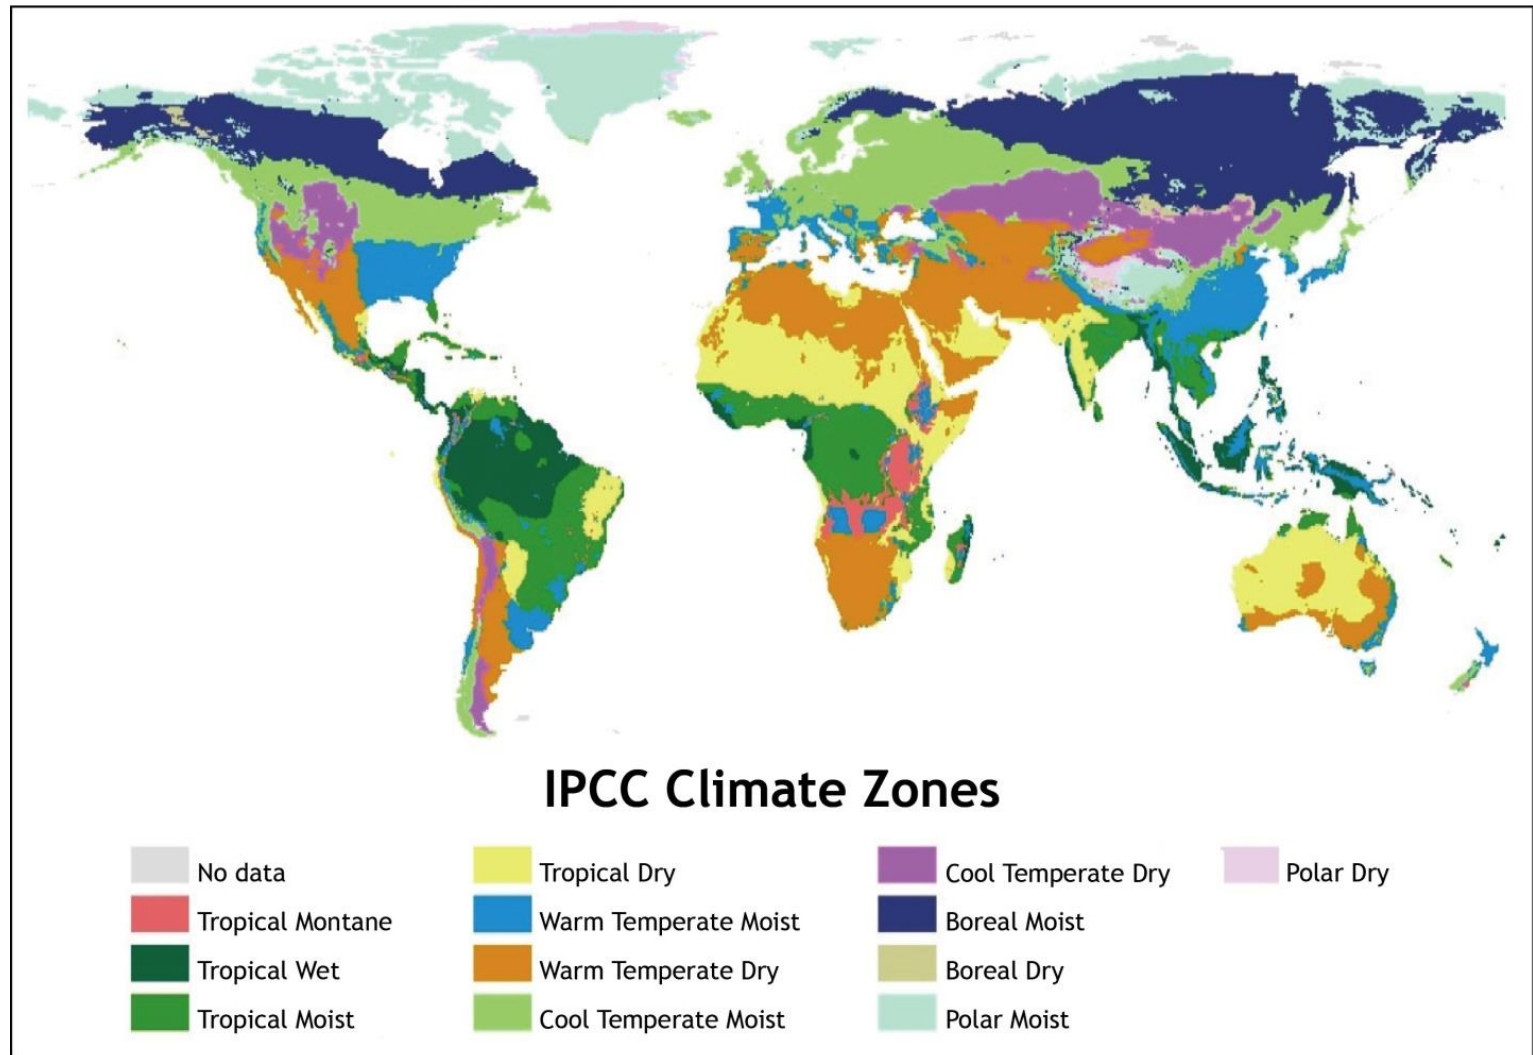 IPCC Climate Zones
No data
Tropical Montane
Tropical Wet
Tropical Moist
Tropical Dry
Warm Temperate Moist
Warm Temperate Dry
Cool Temperate Moist
Cool Temperate Dry
Boreal Moist
Boreal Dry
Polar Moist
Polar Dry